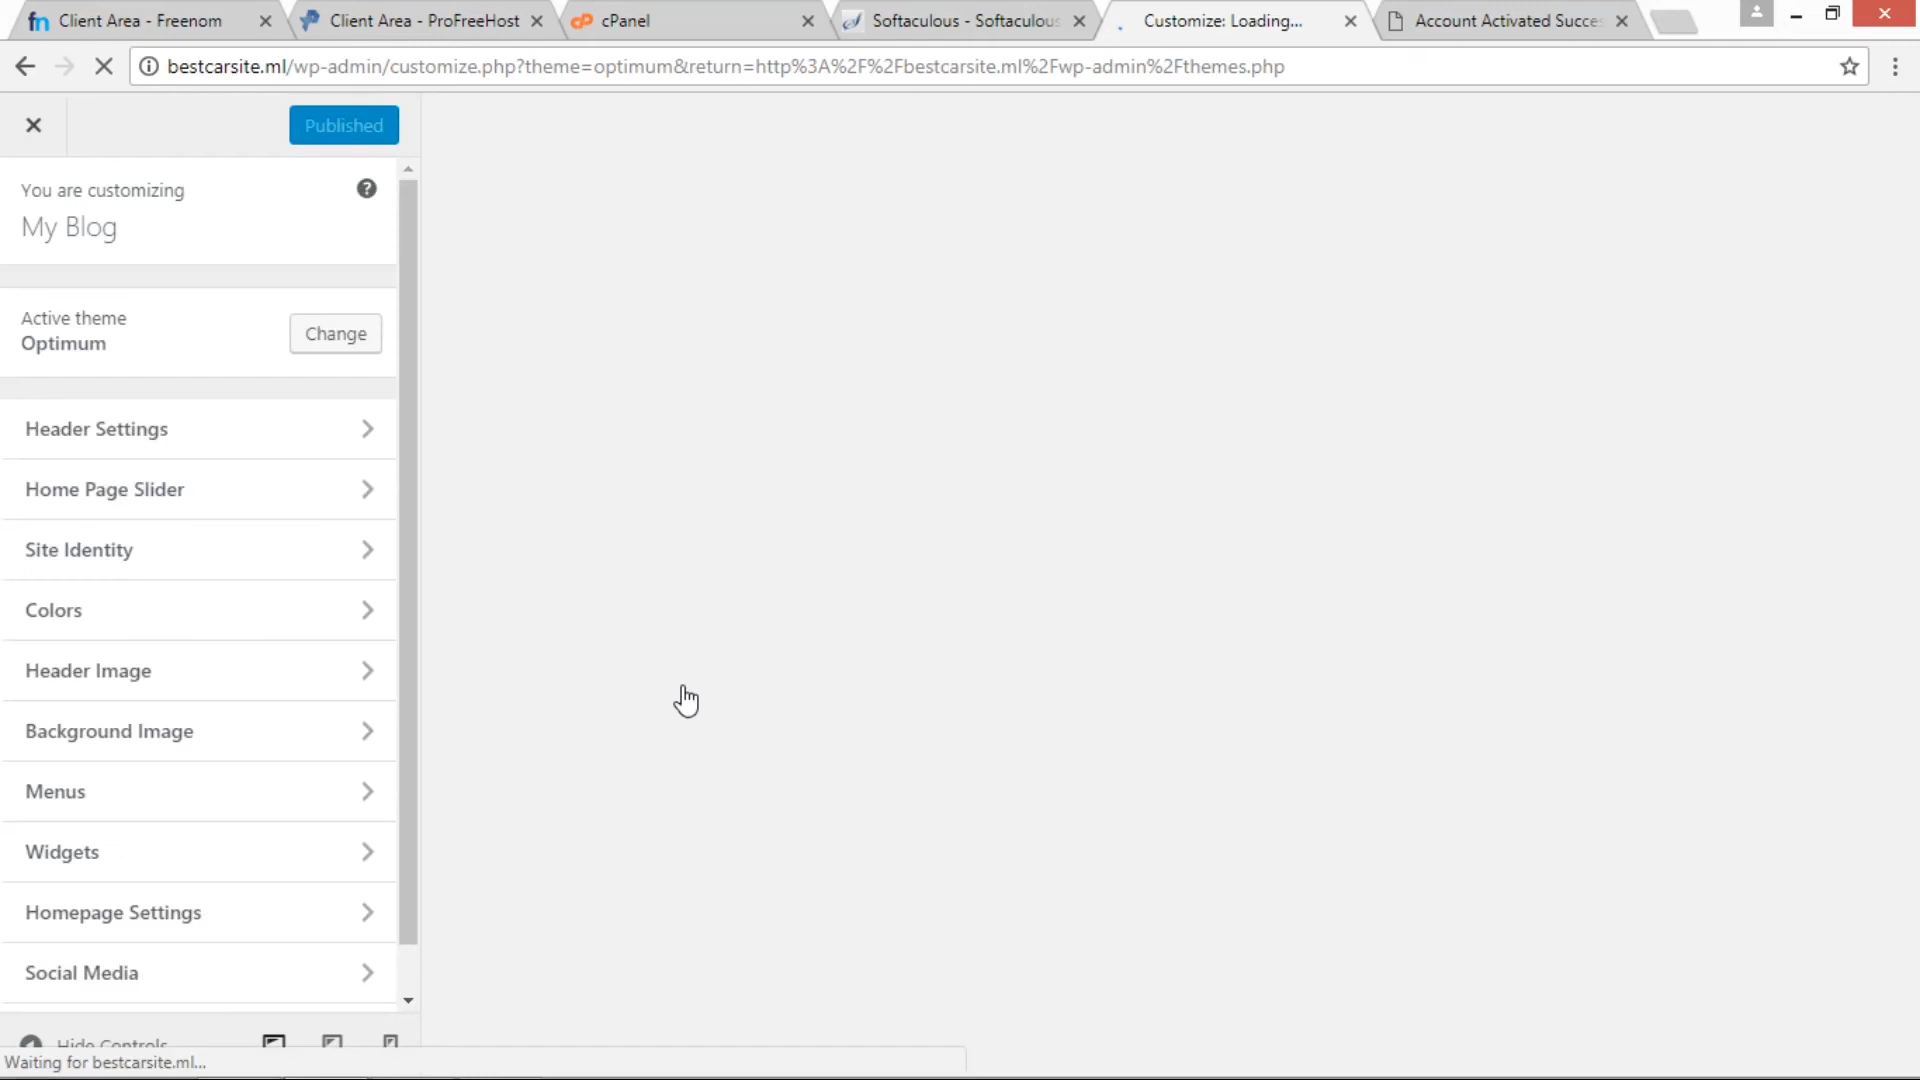 Client Area - Freenom
Client Area - ProFreeHost
cPanel
Softaculous - Softaculous
Customize: Loading...
Account Activated Succes
bestcarsite.ml/wp-admin/customize.php?theme=optimum&return=http%3A%2F%2Fbestcarsite.ml%2Fwp-admin%2Fthemes.php
Published
You are customizing
My Blog
Active theme
Optimum
Change
Header Settings
Home Page Slider
Site Identity
Colors
Header Image
Background Image
Menus
Widgets
Homepage Settings
Social Media
Hide Controls
Waiting for bestcarsite.ml...